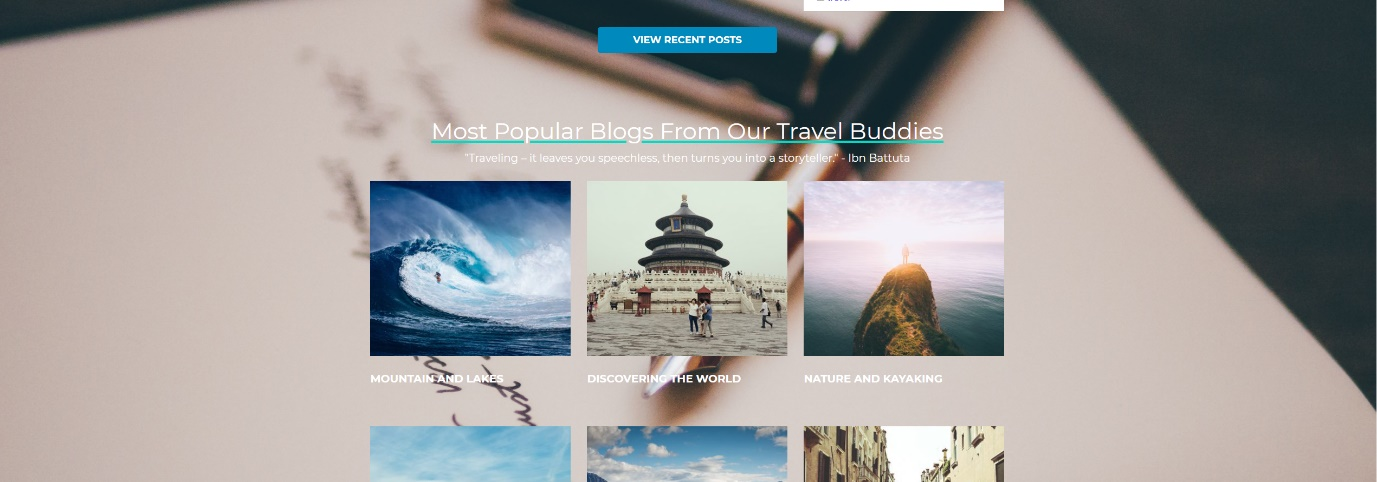 VIEW RECENT POSTS
Most Popular Blogs From Our Travel Buddies
"Traveling – it leaves you speechless, then turns you into a storyteller." - Ibn Battuta
MOUNTAIN AND LAKES
DISCOVERING THE WORLD
NATURE AND KAYAKING